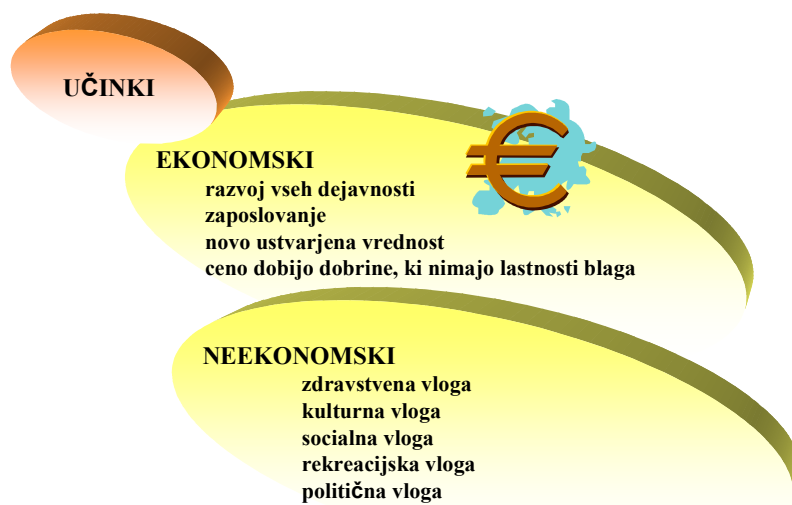 UČINKI
EKONOMSKI
razvoj vseh dejavnosti
zaposlovanje
novo ustvarjena vrednost
ceno dobijo dobrine, ki nimajo lastnosti blaga
NEEKONOMSKI
zdravstvena vloga
kulturna vloga
socialna vloga
rekreacijska vloga
politična vloga